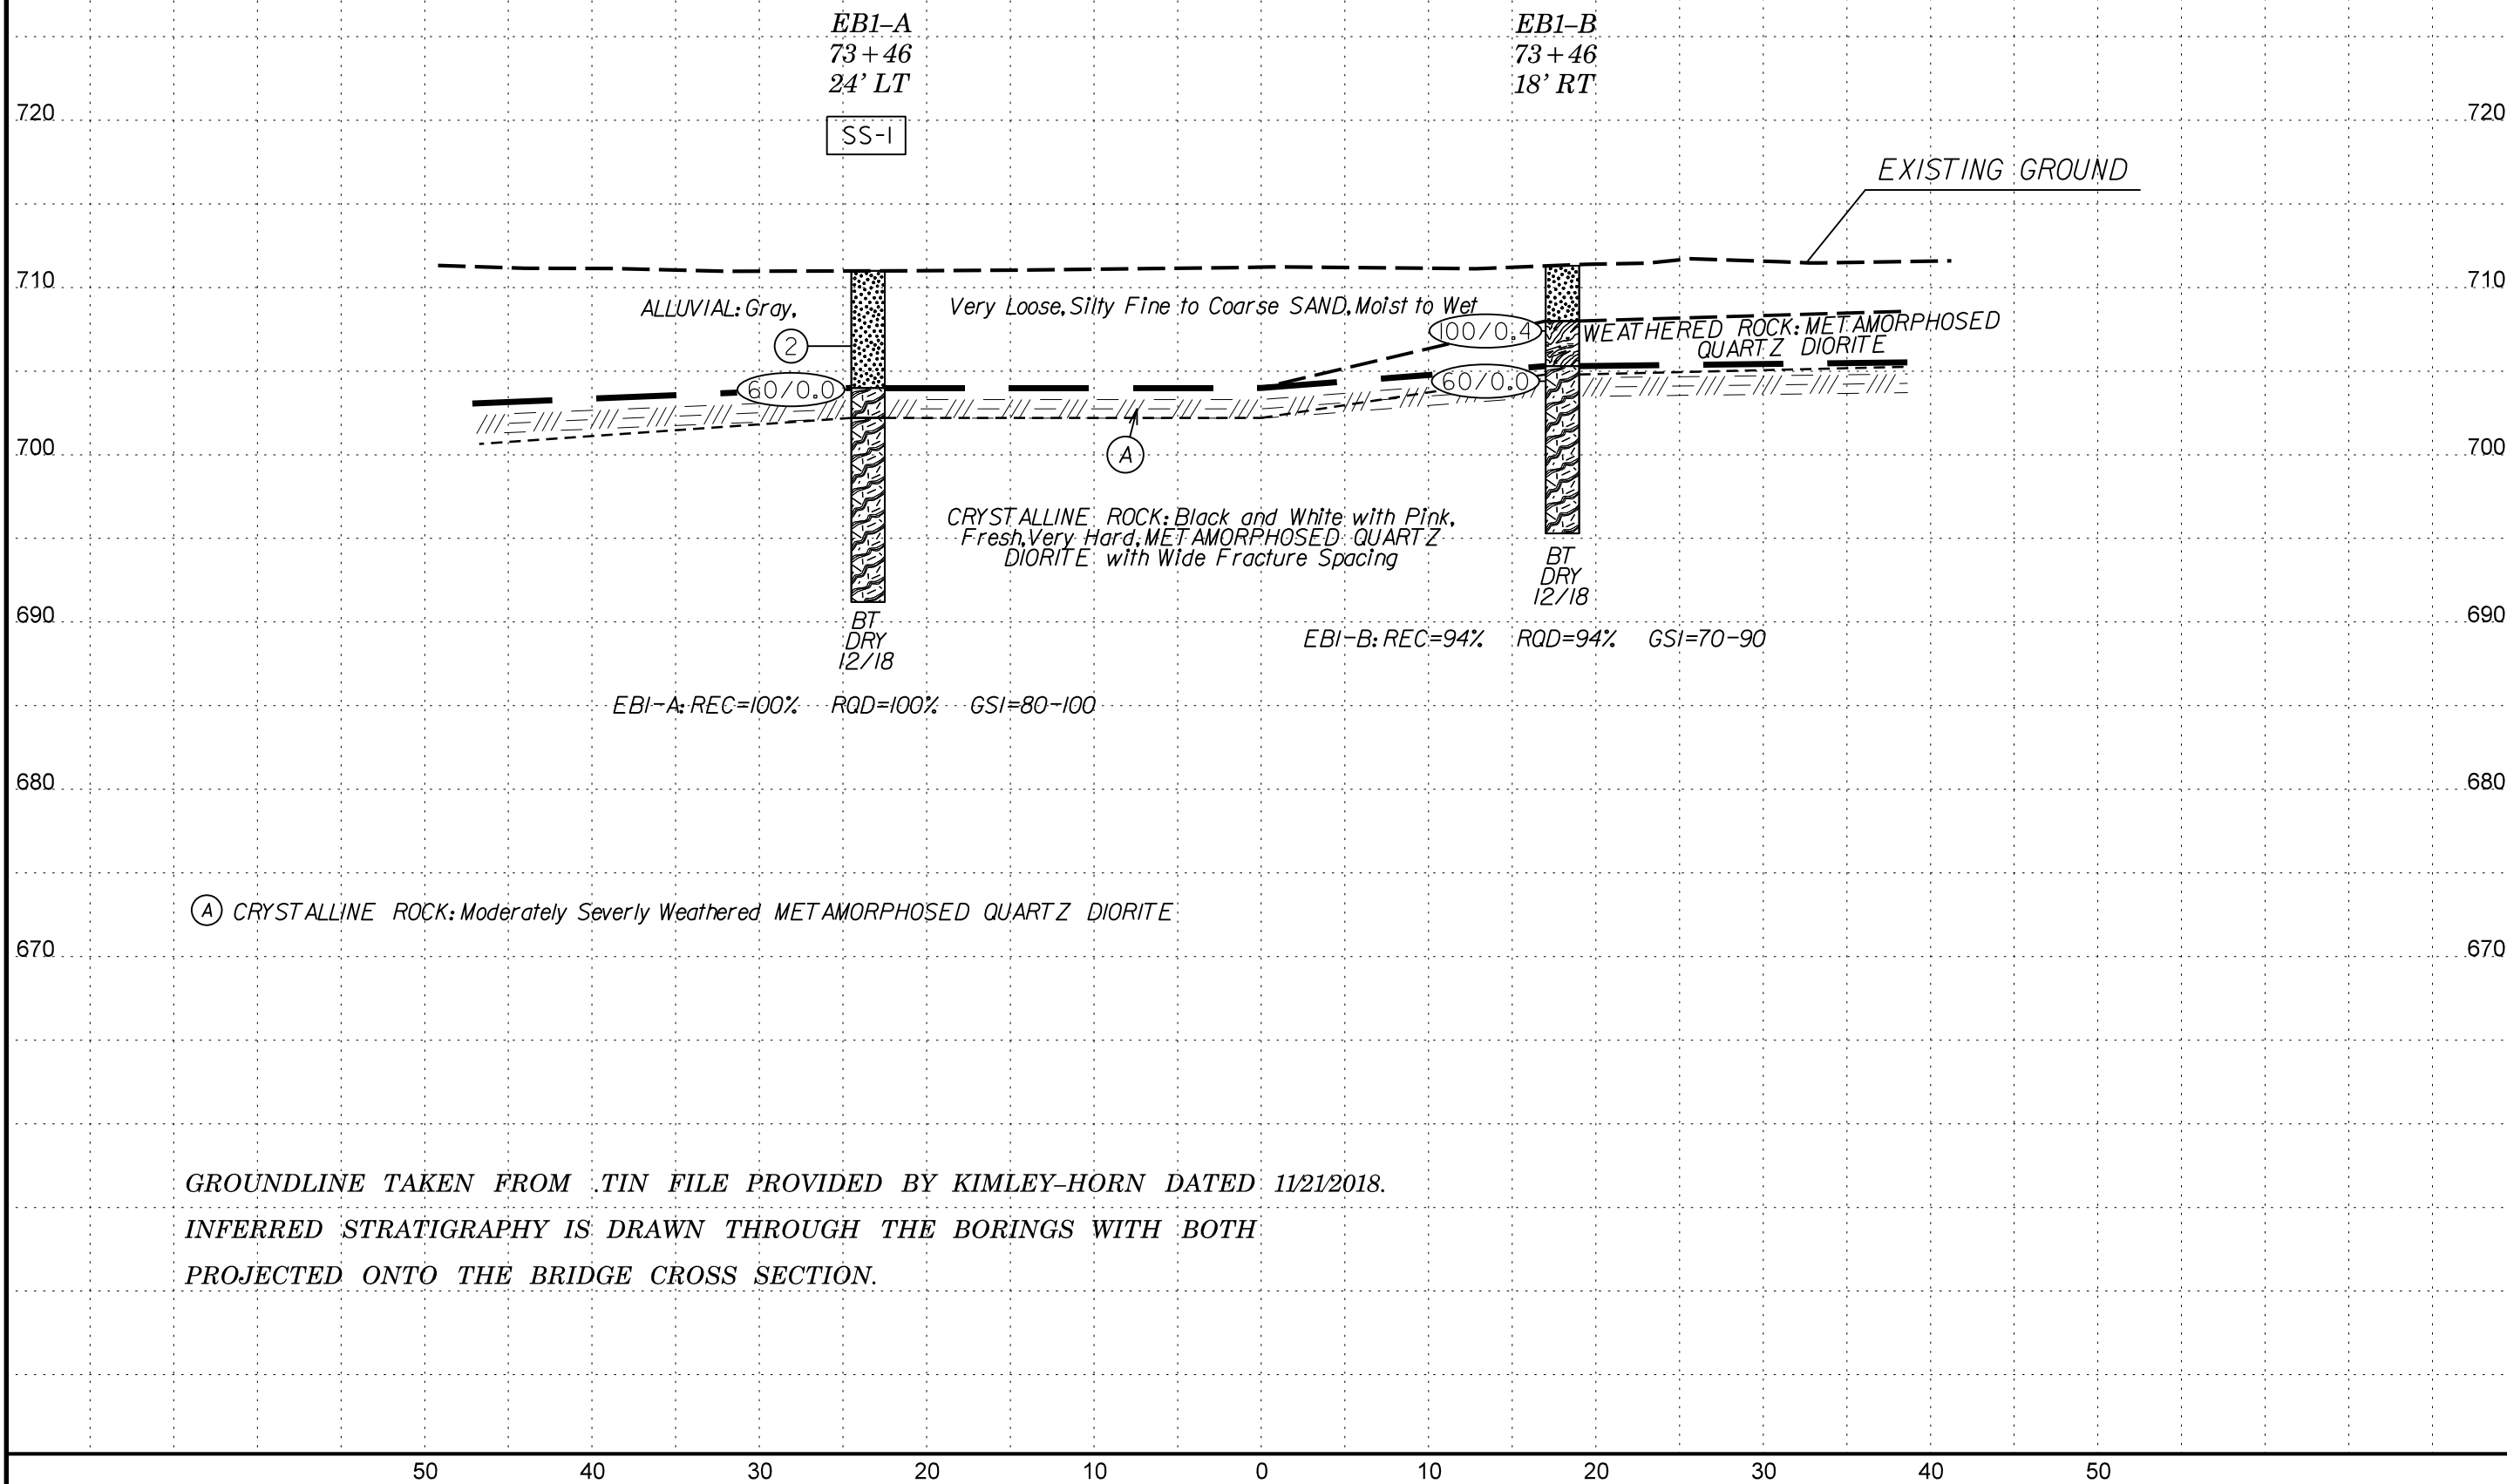 EB1–A
73+46
24' LT
SS-1
EB1–B
73+46
18' RT
720
720
EXISTING GROUND
710
710
ALLUVIAL: Gray,
Very Loose, Silty Fine to Coarse SAND, Moist to Wet
2
100/0.4
WEATHERED ROCK: METAMORPHOSED
QUARTZ DIORITE
60/0.0
60/0.0
700
700
A
CRYSTALLINE ROCK: Black and White with Pink,
Fresh, Very Hard, METAMORPHOSED QUARTZ
DIORITE with Wide Fracture Spacing
BT
DRY
12/18
BT
DRY
12/18
690
690
EB1-B: REC=94% RQD=94% GSI=70-90
EB1-A: REC=100% RQD=100% GSI=80-100
680
680
A CRYSTALLINE ROCK: Moderately Severly Weathered METAMORPHOSED QUARTZ DIORITE
670
670
GROUNDLINE TAKEN FROM .TIN FILE PROVIDED BY KIMLEY–HORN DATED 11/21/2018.
INFERRED STRATIGRAPHY IS DRAWN THROUGH THE BORINGS WITH BOTH
PROJECTED ONTO THE BRIDGE CROSS SECTION.
50 40 30 20 10 0 10 20 30 40 50